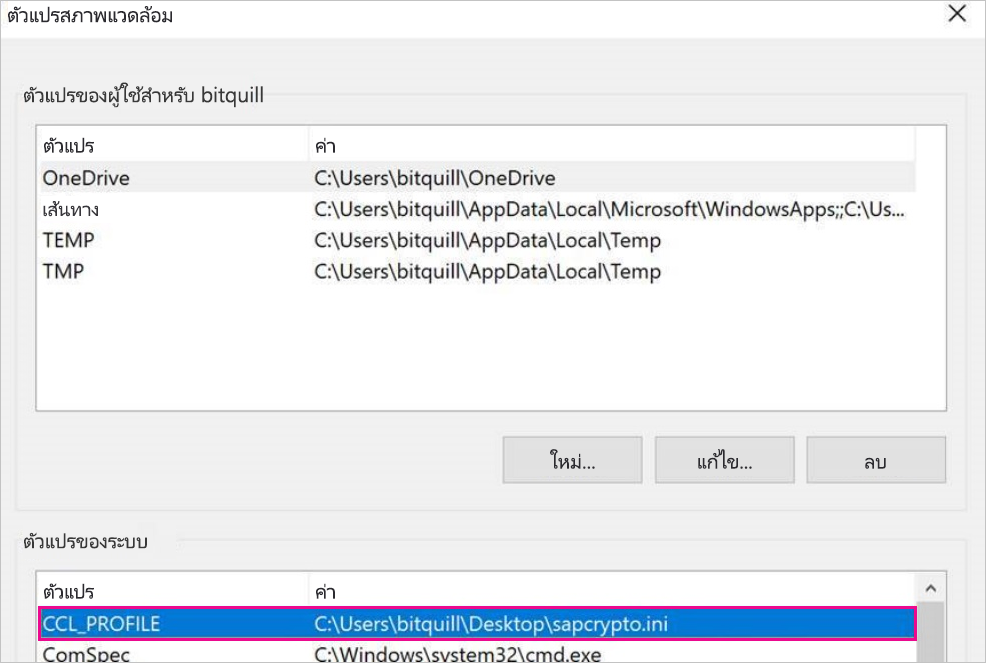 ตัวแปรสภาพแวดล้อม
ตัวแปรของผู้ใช้สำหรับ bitquill
ตัวแปร ค่า
OneDrive C:\Users\bitquill\OneDrive
เส้นทาง C:\Users\bitquill\AppData\Local\Microsoft\WindowsApps;;C:\Us...
TEMP C:\Users\bitquill\AppData\Local\Temp
TMP C:\Users\bitquill\AppData\Local\Temp
ใหม่... แก้ไข... ลบ
ตัวแปรของระบบ
ตัวแปร ค่า
CCL_PROFILE C:\Users\bitquill\Desktop\sapcrypto.ini
ComSpec C:\Windows\system32\cmd.exe